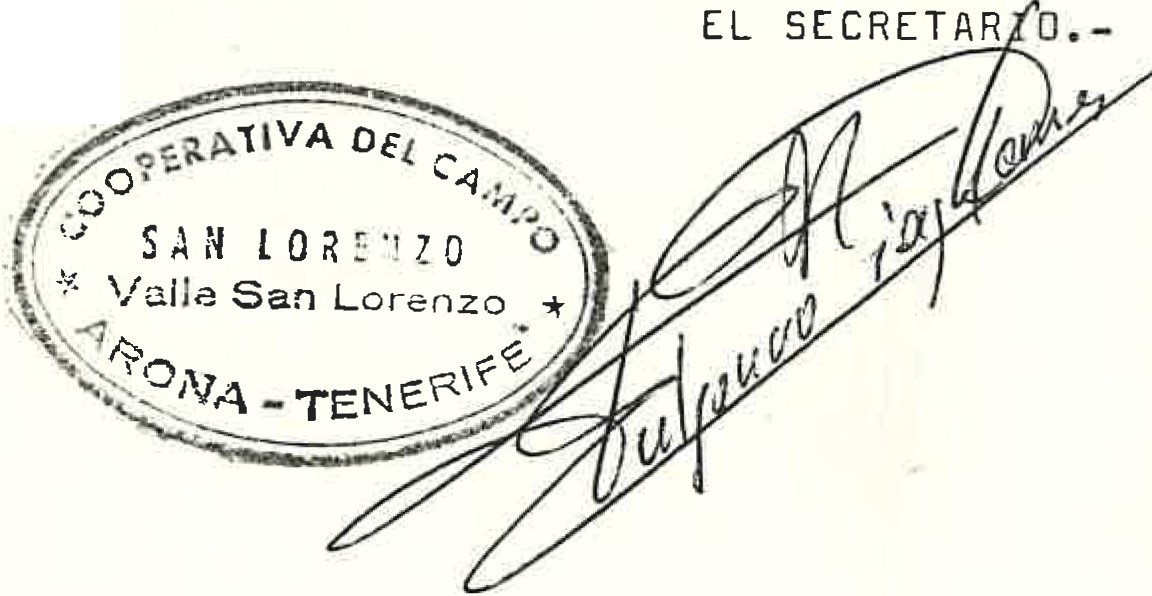 EL SECRETARIO.-
COOPERATIVA DEL CAMPO
SAN LORENZO
Valle San Lorenzo
ARONA - TENERIFE